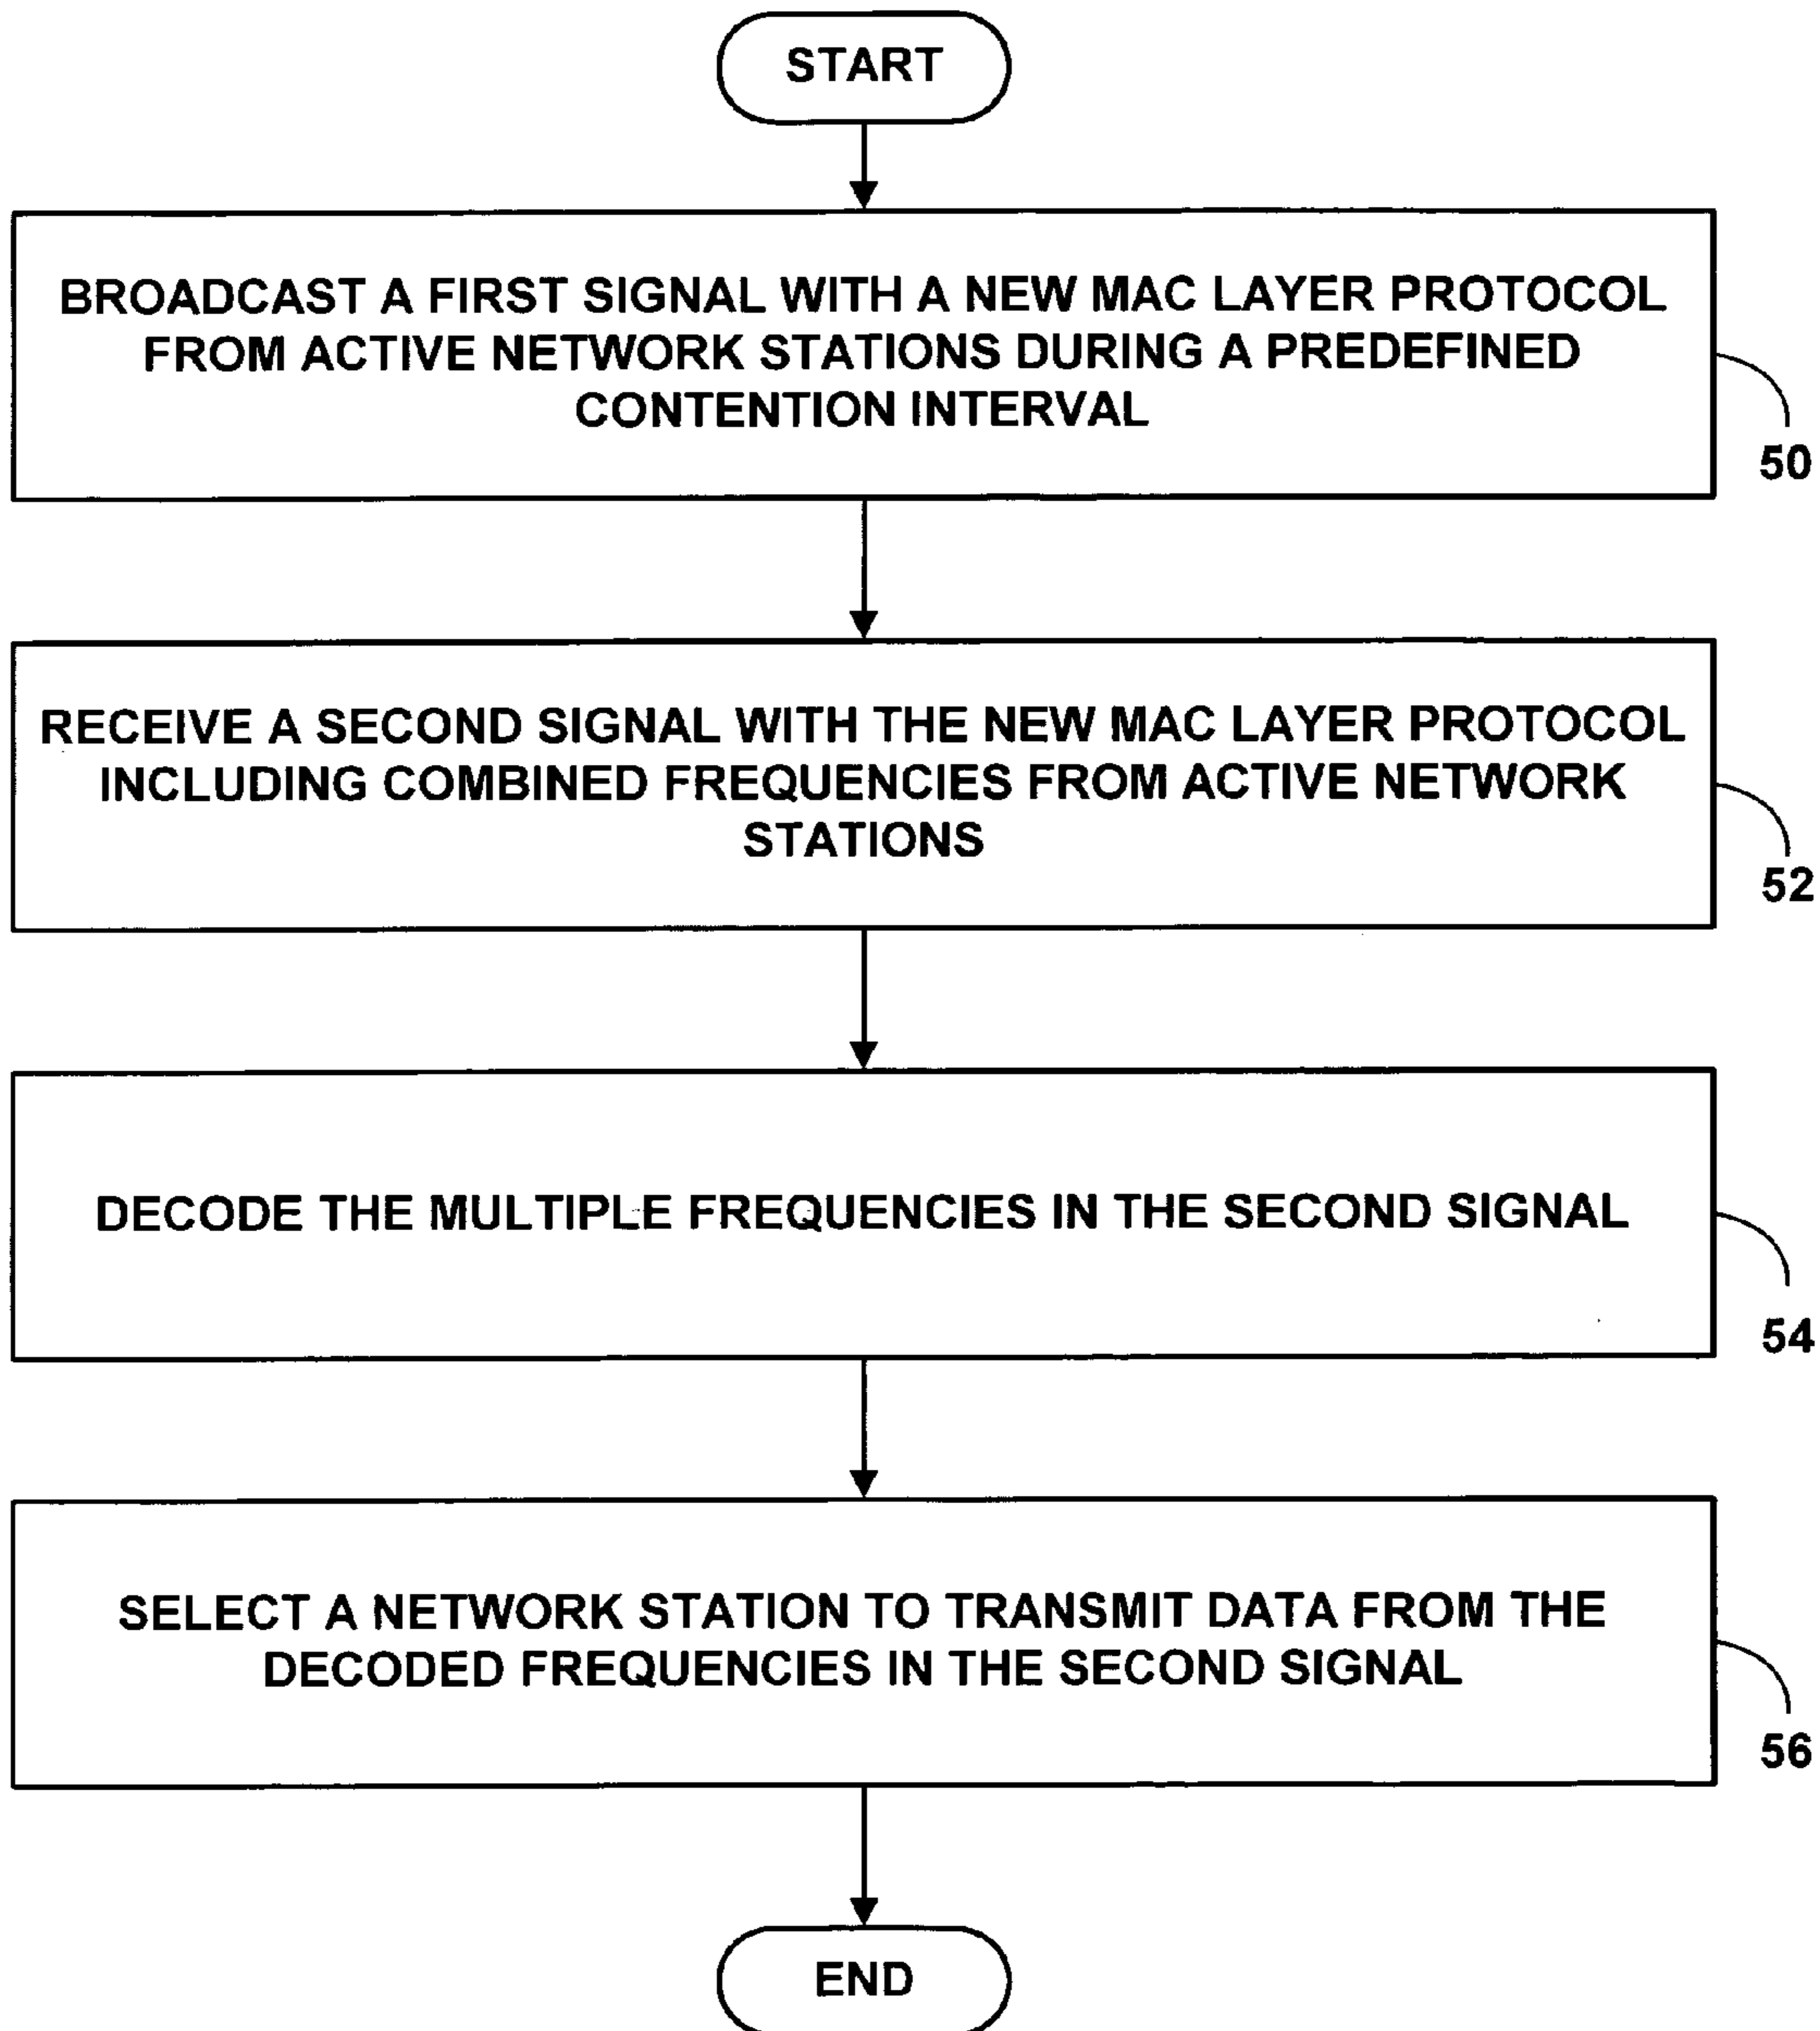 START
BROADCAST A FIRST SIGNAL WITH A NEW MAC LAYER PROTOCOL
FROM ACTIVE NETWORK STATIONS DURING A PREDEFINED
CONTENTION INTERVAL
50
RECEIVE A SECOND SIGNAL WITH THE NEW MAC LAYER PROTOCOL
INCLUDING COMBINED FREQUENCIES FROM ACTIVE NETWORK
STATIONS
52
DECODE THE MULTIPLE FREQUENCIES IN THE SECOND SIGNAL
54
SELECT A NETWORK STATION TO TRANSMIT DATA FROM THE
DECODED FREQUENCIES IN THE SECOND SIGNAL
56
END